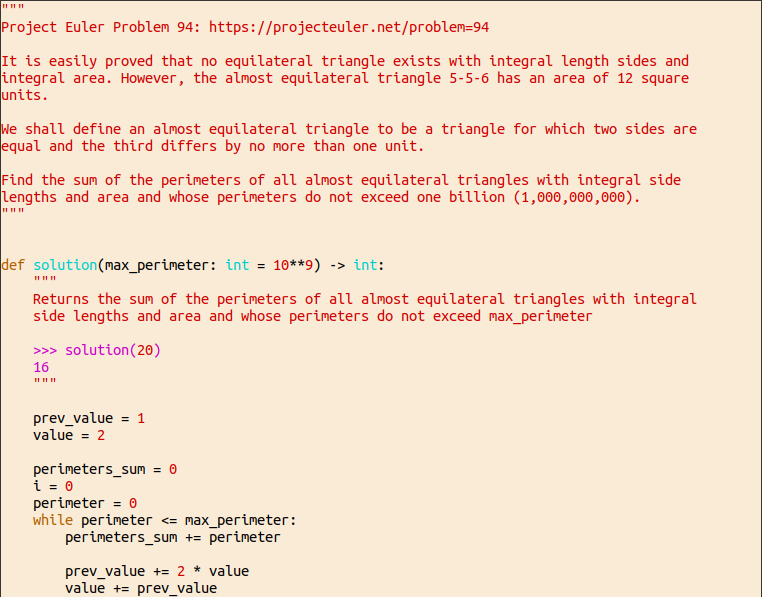 """
Project Euler Problem 94: https://projecteuler.net/problem=94

It is easily proved that no equilateral triangle exists with integral length sides and
integral area. However, the almost equilateral triangle 5-5-6 has an area of 12 square
units.

We shall define an almost equilateral triangle to be a triangle for which two sides are
equal and the third differs by no more than one unit.

Find the sum of the perimeters of all almost equilateral triangles with integral side
lengths and area and whose perimeters do not exceed one billion (1,000,000,000).
"""


def solution(max_perimeter: int = 10**9) -> int:
    """
    Returns the sum of the perimeters of all almost equilateral triangles with integral
    side lengths and area and whose perimeters do not exceed max_perimeter

    >>> solution(20)
    16
    """

    prev_value = 1
    value = 2

    perimeters_sum = 0
    i = 0
    perimeter = 0
    while perimeter <= max_perimeter:
        perimeters_sum += perimeter

        prev_value += 2 * value
        value += prev_value